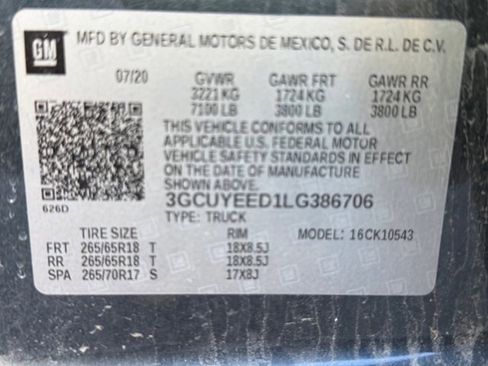 GM
MFD BY GENERAL MOTORS DE MEXICO, S. DE R.L. DE C.V.
07/20 GVWR GAWR FRT GAWR RR
3221 KG 1724 KG 1724 KG
7100 LB 3800 LB 3800 LB
THIS VEHICLE CONFORMS TO ALL
APPLICABLE U.S. FEDERAL MOTOR
VEHICLE SAFETY STANDARDS IN EFFECT
ON THE DATE OF MANUFACTURE
SHOWN ABOVE.
3GCUYEED1LG386706
626D
TYPE: TRUCK
TIRE SIZE RIM MODEL: 16CK10543
FRT 265/65R18 T 18X8.5J
RR 265/65R18 T 18X8.5J
SPA 265/70R17 S 17X8J